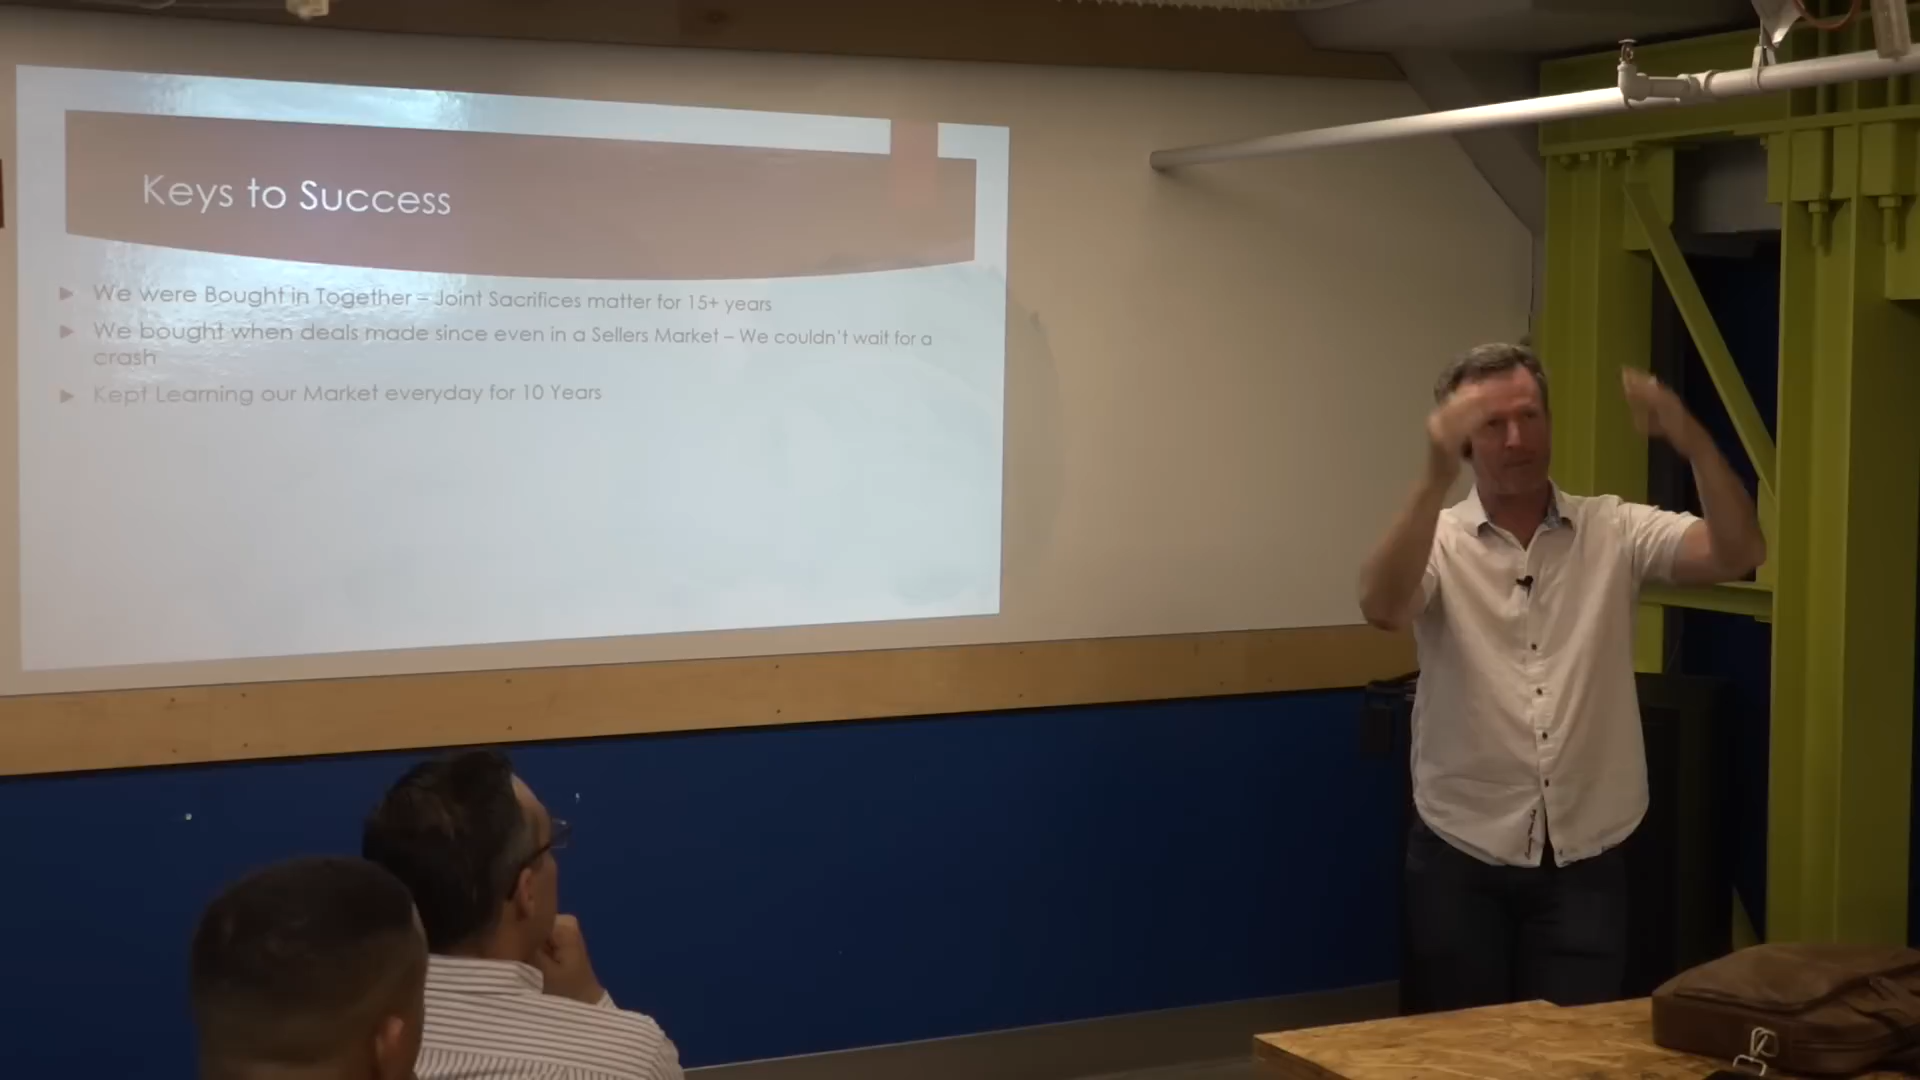 Keys to Success
We were Bought in Together – Joint Sacrifices matter for 15+ years
We bought when deals made since even in a Sellers Market – We couldn't wait for a
crash
Kept Learning our Market everyday for 10 Years